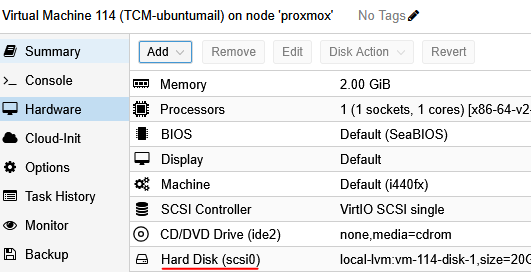 Virtual Machine 114 (TCM-ubuntumail) on node 'proxmox' No Tags
Summary
Console
Hardware
Cloud-Init
Options
Task History
Monitor
Backup
Add Remove Edit Disk Action Revert
Memory 2.00 GiB
Processors 1 (1 sockets, 1 cores) [x86-64-v2-
BIOS Default (SeaBIOS)
Display Default
Machine Default (i440fx)
SCSI Controller VirtIO SCSI single
CD/DVD Drive (ide2) none,media=cdrom
Hard Disk (scsi0) local-lvm:vm-114-disk-1,size=20G